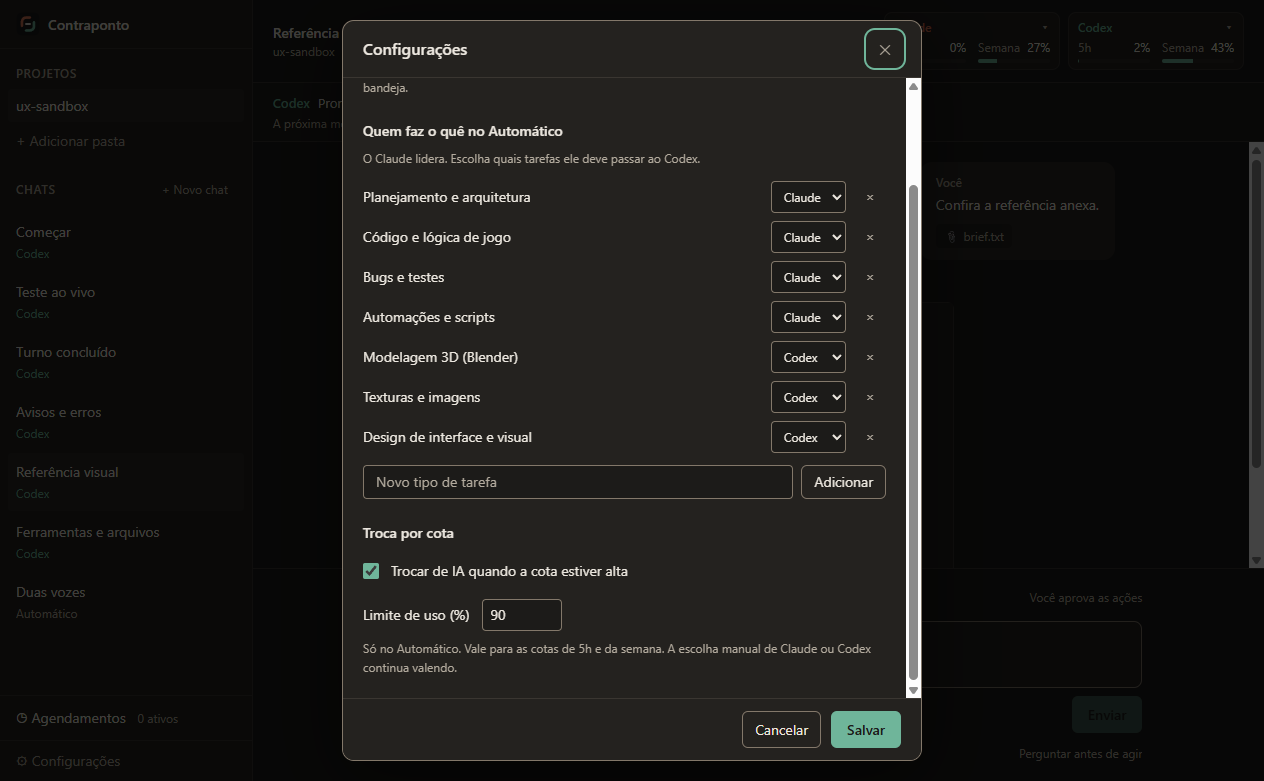 Contraponto
PROJETOS
ux-sandbox
+ Adicionar pasta
CHATS
+ Novo chat
Começar
Codex
Teste ao vivo
Codex
Turno concluído
Codex
Avisos e erros
Codex
Referência visual
Codex
Ferramentas e arquivos
Codex
Duas vozes
Automático
Agendamentos 0 ativos
Configurações
Referência
ux-sandbox
0% Semana 27%
Codex
5h 2% Semana 43%
Codex
A próxima
Você
Confira a referência anexa.
brief.txt
Você aprova as ações
Enviar
Perguntar antes de agir
Configurações
bandeja.
Quem faz o quê no Automático
O Claude lidera. Escolha quais tarefas ele deve passar ao Codex.
Planejamento e arquitetura Claude ×
Código e lógica de jogo Claude ×
Bugs e testes Claude ×
Automações e scripts Claude ×
Modelagem 3D (Blender) Codex ×
Texturas e imagens Codex ×
Design de interface e visual Codex ×
Novo tipo de tarefa Adicionar
Troca por cota
Trocar de IA quando a cota estiver alta
Limite de uso (%) 90
Só no Automático. Vale para as cotas de 5h e da semana. A escolha manual de Claude ou Codex
continua valendo.
Cancelar Salvar